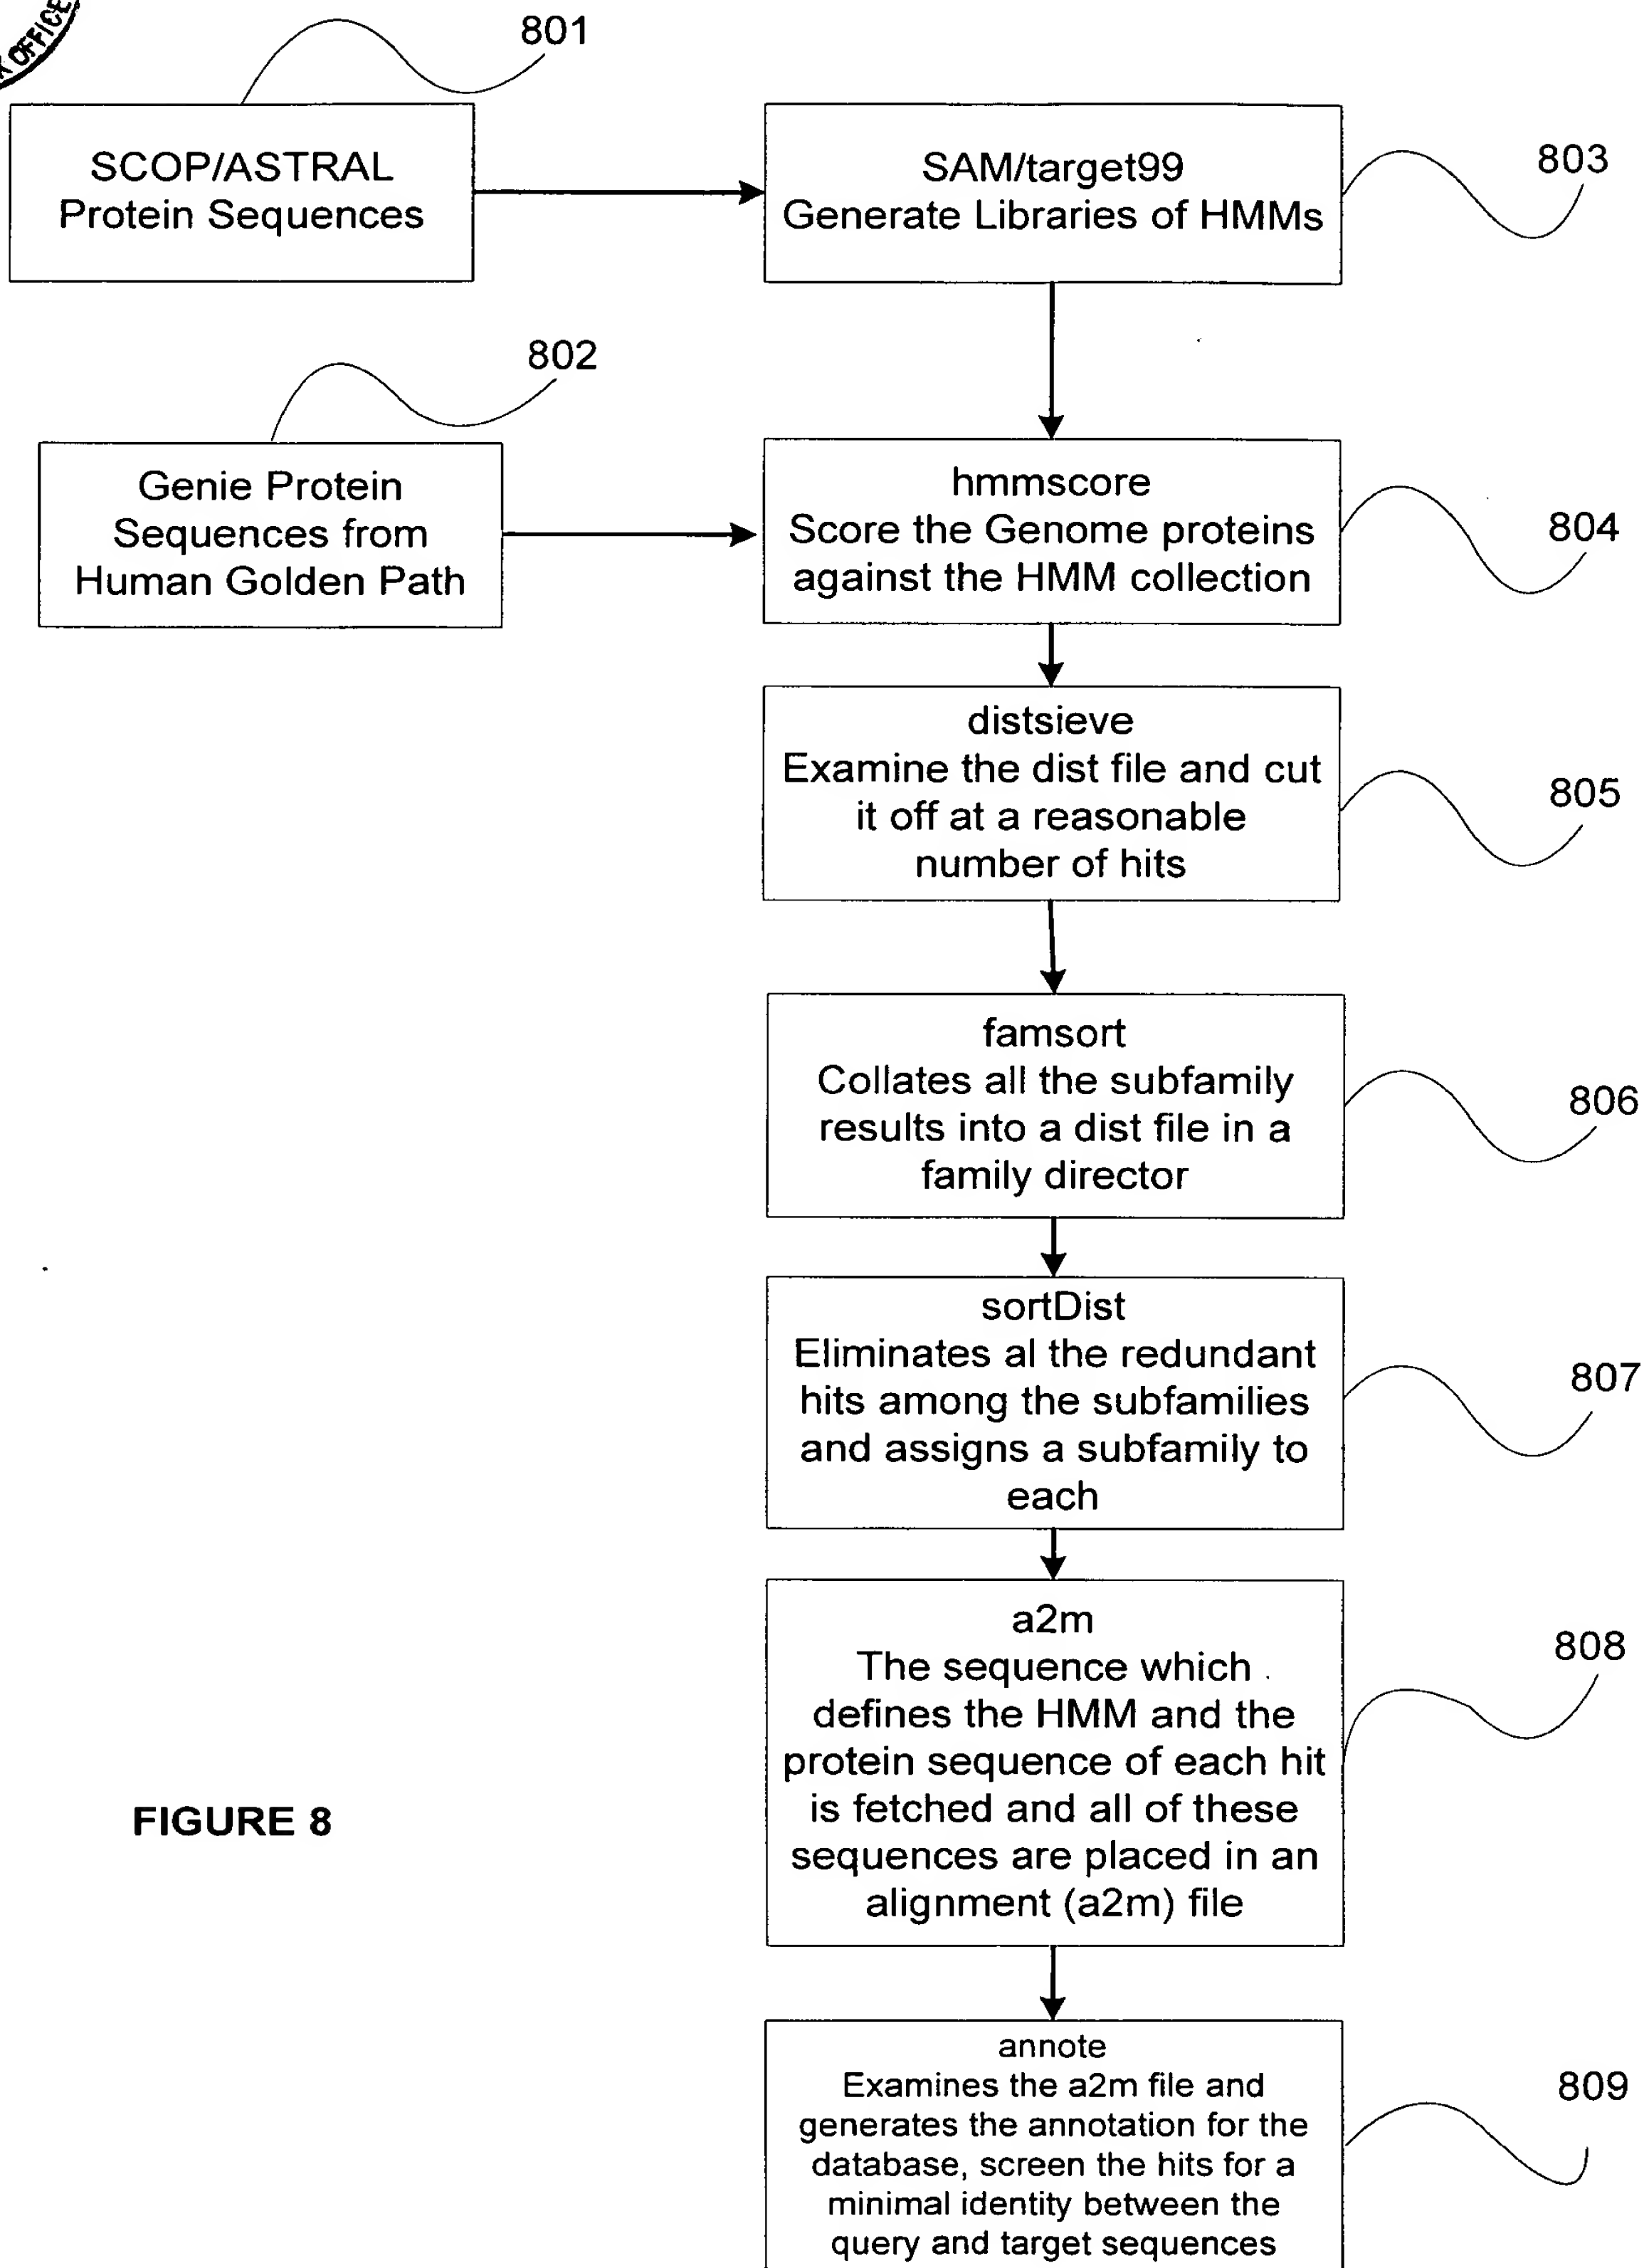 OFFICE
801
SCOP/ASTRAL
Protein Sequences
SAM/target99
Generate Libraries of HMMs
803
802
Genie Protein
Sequences from
Human Golden Path
hmmscore
Score the Genome proteins
against the HMM collection
804
distsieve
Examine the dist file and cut
it off at a reasonable
number of hits
805
famsort
Collates all the subfamily
results into a dist file in a
family director
806
sortDist
Eliminates al the redundant
hits among the subfamilies
and assigns a subfamily to
each
807
a2m
The sequence which
defines the HMM and the
protein sequence of each hit
is fetched and all of these
sequences are placed in an
alignment (a2m) file
808
FIGURE 8
annote
Examines the a2m file and
generates the annotation for the
database, screen the hits for a
minimal identity between the
query and target sequences
809